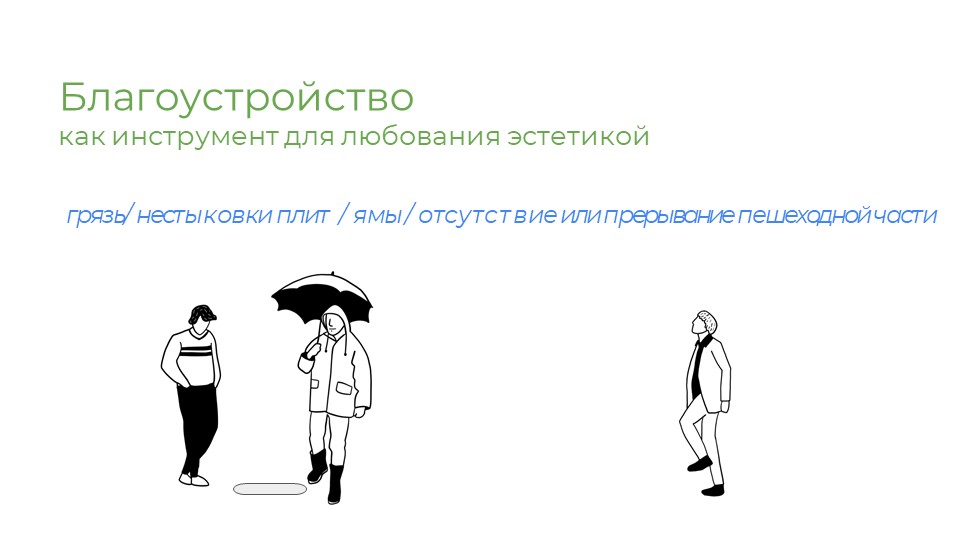 Благоустройство
как инструмент для любования эстетикой
грязь/ нестыковки плит / ямы / отсутствие или прерывание пешеходной части